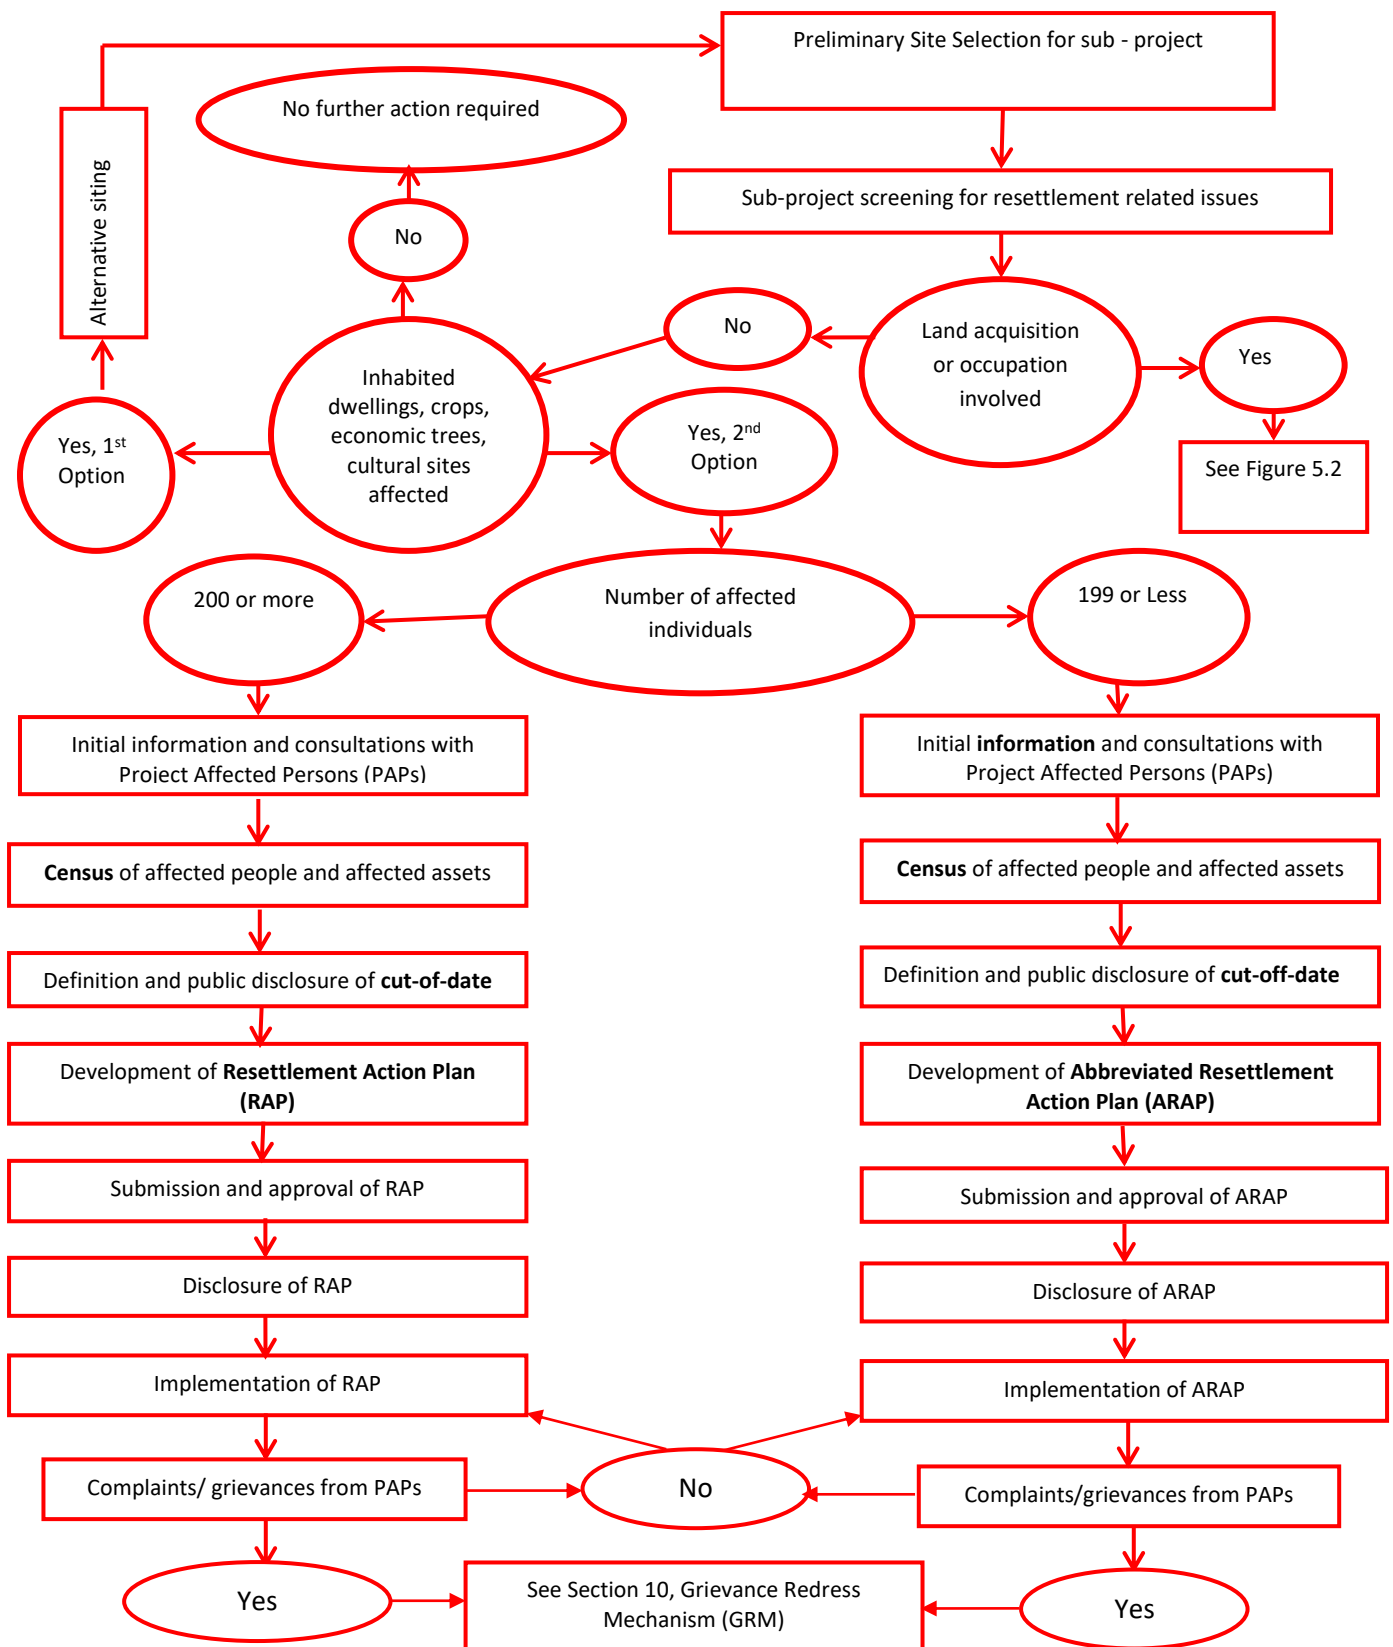 Preliminary Site Selection for sub - project
No further action required
Alternative siting
Sub-project screening for resettlement related issues
No
No
Land acquisition
or occupation
involved
Yes
Inhabited
dwellings, crops,
economic trees,
cultural sites
affected
Yes, 1st
Option
Yes, 2nd
Option
See Figure 5.2
200 or more
Number of affected
individuals
199 or Less
Initial information and consultations with
Project Affected Persons (PAPs)
Initial information and consultations with
Project Affected Persons (PAPs)
Census of affected people and affected assets
Census of affected people and affected assets
Definition and public disclosure of cut-of-date
Definition and public disclosure of cut-off-date
Development of Resettlement Action Plan
(RAP)
Development of Abbreviated Resettlement
Action Plan (ARAP)
Submission and approval of RAP
Submission and approval of ARAP
Disclosure of RAP
Disclosure of ARAP
Implementation of RAP
Implementation of ARAP
Complaints/ grievances from PAPs
No
Complaints/grievances from PAPs
Yes
See Section 10, Grievance Redress
Mechanism (GRM)
Yes